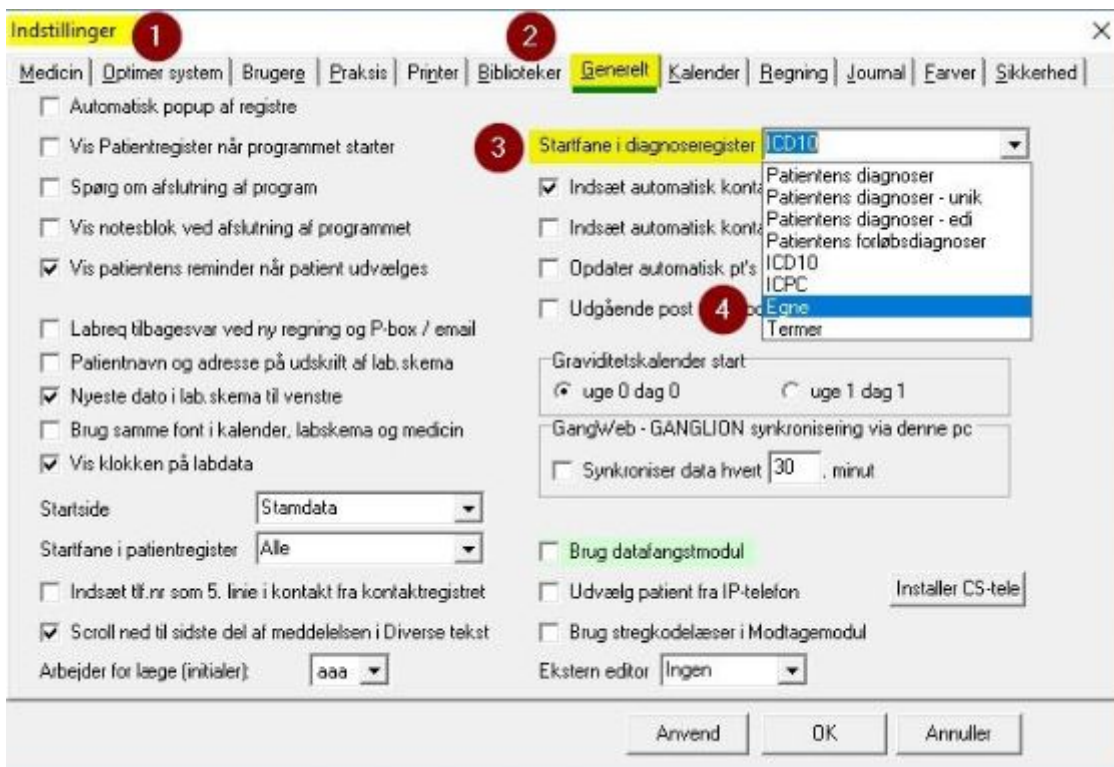 Indstillinger 1
2
Medicin Optimer system Brugere Praksis Printer Biblioteker Generelt Kalender Regning Journal Farver Sikkerhed
Automatisk popup af registre
Vis Patientregister når programmet starter
Spørg om afslutning af program
Vis notesblok ved afslutning af programmet
Vis patientens reminder når patient udvælges
Labreq tilbagesvar ved ny regning og P-box / email
Patientnavn og adresse på udskrift af lab.skema
Nyeste dato i lab.skema til venstre
Brug samme font i kalender, labskema og medicin
Vis klokken på labdata
Startside Stamdata
Startfane i patientregister Alle
Indsæt tlf.nr som 5. linie i kontakt fra kontaktregistret
Scroll ned til sidste del af meddelelsen i Diverse tekst
Arbejder for læge (initialer): aaa
3 Startfane i diagnoseregister ICD10
Patientens diagnoser
Patientens diagnoser - unik
Patientens diagnoser - edi
Patientens forløbsdiagnoser
ICD10
ICPC
4 Egne
Termer
Indsæt automatisk
Indsæt automatisk
Opdater automatisk pt's
Udgående post
Graviditetskalender start
uge 0 dag 0 uge 1 dag 1
GangWeb - GANGLION synkronisering via denne pc
Synkroniser data hvert 30 . minut
Brug datafangstmodul
Udvælg patient fra IP-telefon Installer CS-tele
Brug stregkodelæser i Modtagemodul
Ekstern editor Ingen
Anvend OK Annuller